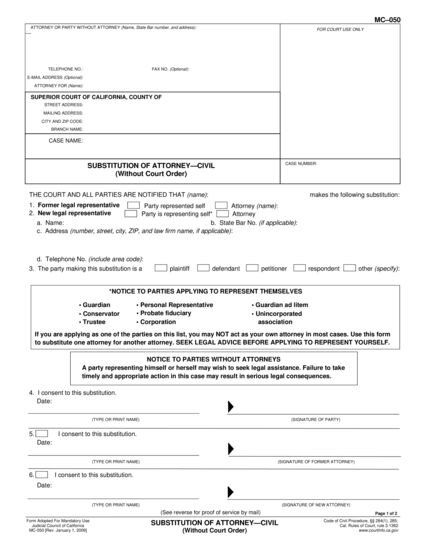 MC–050
ATTORNEY OR PARTY WITHOUT ATTORNEY (Name, State Bar number, and address):
FOR COURT USE ONLY
TELEPHONE NO.: FAX NO. (Optional):
E-MAIL ADDRESS (Optional):
ATTORNEY FOR (Name):
SUPERIOR COURT OF CALIFORNIA, COUNTY OF
STREET ADDRESS:
MAILING ADDRESS:
CITY AND ZIP CODE:
BRANCH NAME:
CASE NAME:
SUBSTITUTION OF ATTORNEY—CIVIL
(Without Court Order)
CASE NUMBER:
THE COURT AND ALL PARTIES ARE NOTIFIED THAT (name): makes the following substitution:
1. Former legal representative Party represented self Attorney (name):
2. New legal representative Party is representing self* Attorney
a. Name: b. State Bar No. (if applicable):
c. Address (number, street, city, ZIP, and law firm name, if applicable):
d. Telephone No. (include area code):
3. The party making this substitution is a plaintiff defendant petitioner respondent other (specify):
*NOTICE TO PARTIES APPLYING TO REPRESENT THEMSELVES
• Guardian • Personal Representative • Guardian ad litem
• Conservator • Probate fiduciary • Unincorporated
• Trustee • Corporation association
If you are applying as one of the parties on this list, you may NOT act as your own attorney in most cases. Use this form
to substitute one attorney for another attorney. SEEK LEGAL ADVICE BEFORE APPLYING TO REPRESENT YOURSELF.
NOTICE TO PARTIES WITHOUT ATTORNEYS
A party representing himself or herself may wish to seek legal assistance. Failure to take
timely and appropriate action in this case may result in serious legal consequences.
4. I consent to this substitution.
Date:
(TYPE OR PRINT NAME) (SIGNATURE OF PARTY)
5. I consent to this substitution.
Date:
(TYPE OR PRINT NAME) (SIGNATURE OF FORMER ATTORNEY)
6. I consent to this substitution.
Date:
(TYPE OR PRINT NAME) (SIGNATURE OF NEW ATTORNEY)
(See reverse for proof of service by mail) Page 1 of 2
Form Adopted For Mandatory Use
Judicial Council of California
MC-050 [Rev. January 1, 2009]
SUBSTITUTION OF ATTORNEY—CIVIL
(Without Court Order)
Code of Civil Procedure, §§ 284(1), 285;
Cal. Rules of Court, rule 3.1362
www.courtinfo.ca.gov